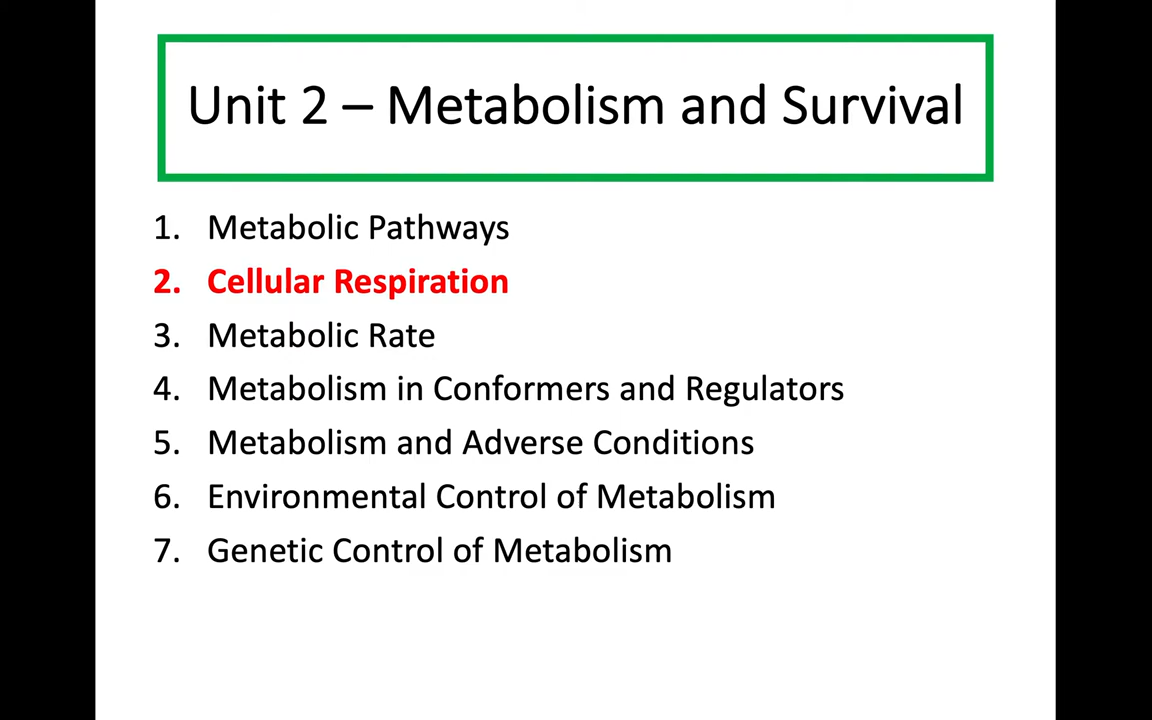 Unit 2 – Metabolism and Survival
1. Metabolic Pathways
2. Cellular Respiration
3. Metabolic Rate
4. Metabolism in Conformers and Regulators
5. Metabolism and Adverse Conditions
6. Environmental Control of Metabolism
7. Genetic Control of Metabolism